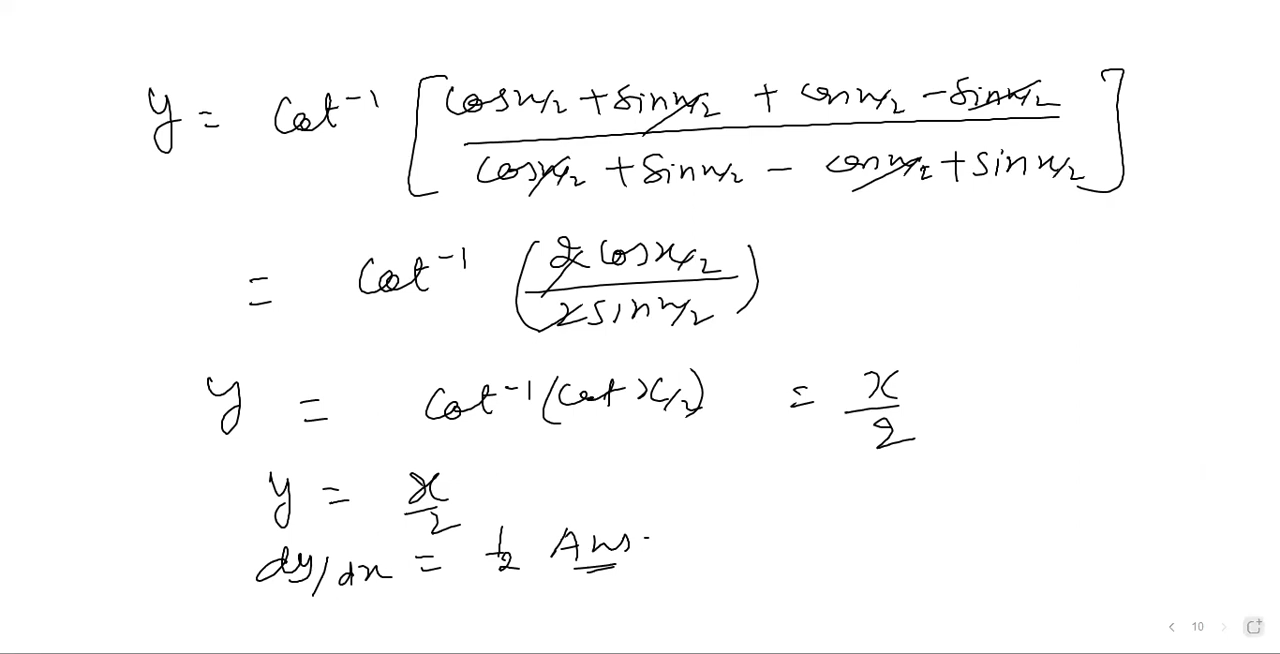 y = Cot⁻¹ [ (cos x/2 + sin x/2 + cos x/2 - sin x/2) / (cos x/2 + sin x/2 - cos x/2 + sin x/2) ]
= Cot⁻¹ ( 2 cos x/2 / 2 sin x/2 )
y = Cot⁻¹ (cot x/2) = x/2
y = x/2
dy/dx = 1/2 Ans.
< 10 >